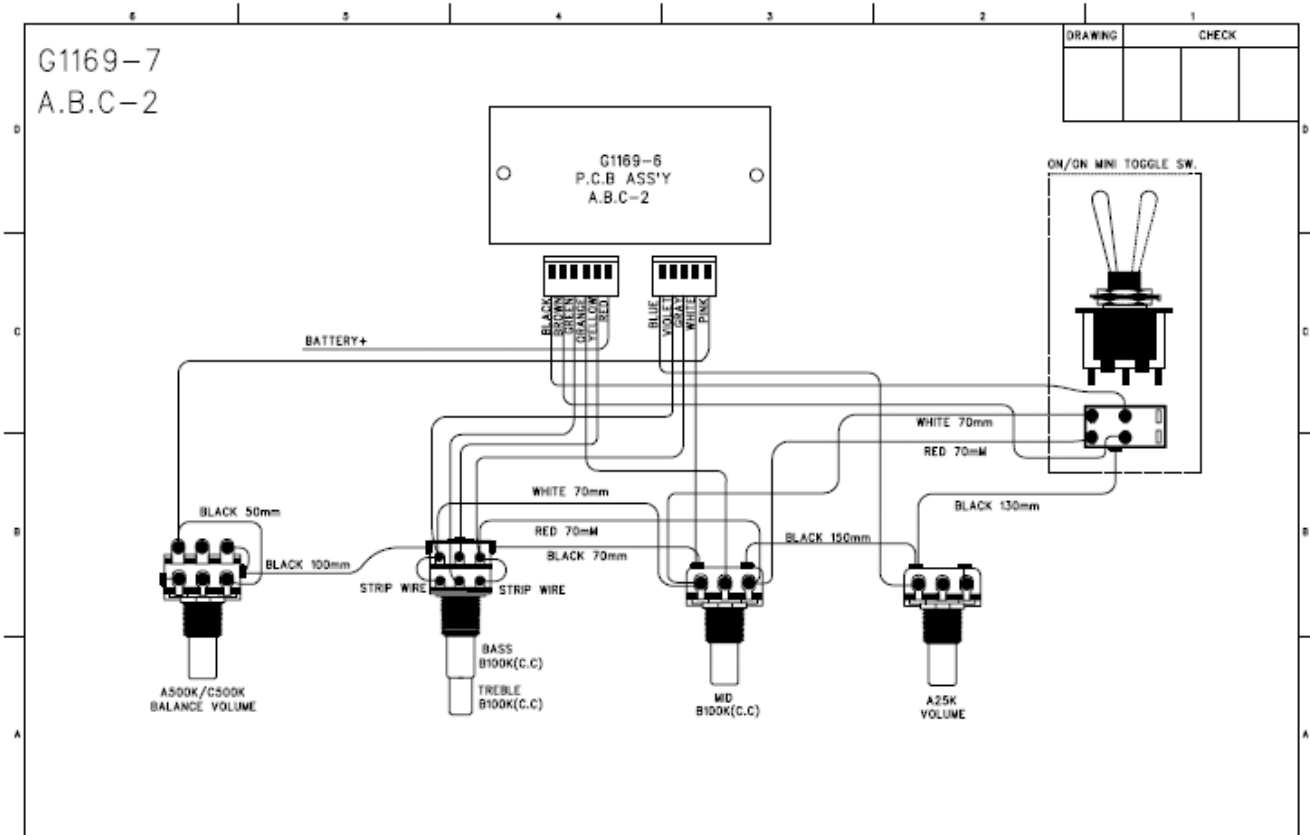 6 5 4 3 2 1
G1169-7
A.B.C-2
DRAWING CHECK
D D
G1169-6
P.C.B ASS'Y
A.B.C-2
ON/ON MINI TOGGLE SW.
BLACK
BROWN
GREEN
ORANGE
YELLOW
RED
BLUE
VIOLET
GRAY
WHITE
PINK
C C
BATTERY+
WHITE 70mm
RED 70mM
WHITE 70mm
BLACK 130mm
BLACK 50mm
B B
RED 70mM
BLACK 150mm
BLACK 70mm
BLACK 100mm
STRIP WIRE
STRIP WIRE
BASS
B100K(C.C)
TREBLE
B100K(C.C)
A500K/C500K
BALANCE VOLUME
MID
B100K(C.C)
A25K
VOLUME
A A